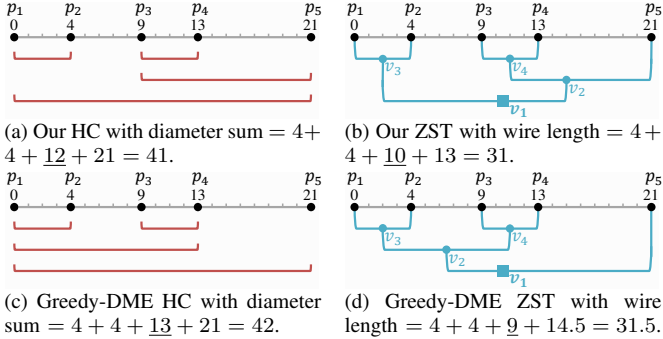 p₁ p₂ p₃ p₄ p₅
0 4 9 13 21
p₁ p₂ p₃ p₄ p₅
0 4 9 13 21
v₃ v₄
v₂
v₁
(a) Our HC with diameter sum = 4+
4 + 12 + 21 = 41.
(b) Our ZST with wire length = 4+
4 + 10 + 13 = 31.
p₁ p₂ p₃ p₄ p₅
0 4 9 13 21
p₁ p₂ p₃ p₄ p₅
0 4 9 13 21
v₃ v₄
v₂
v₁
(c) Greedy-DME HC with diameter
sum = 4 + 4 + 13 + 21 = 42.
(d) Greedy-DME ZST with wire
length = 4 + 4 + 9 + 14.5 = 31.5.